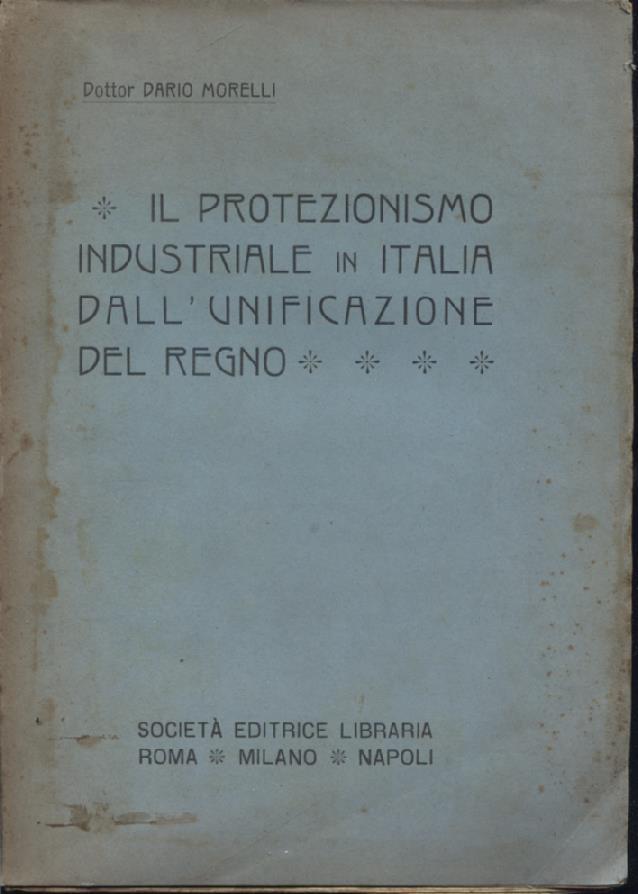 Dottor DARIO MORELLI
IL PROTEZIONISMO
INDUSTRIALE IN ITALIA
DALL'UNIFICAZIONE
DEL REGNO
SOCIETÀ EDITRICE LIBRARIA
ROMA MILANO NAPOLI